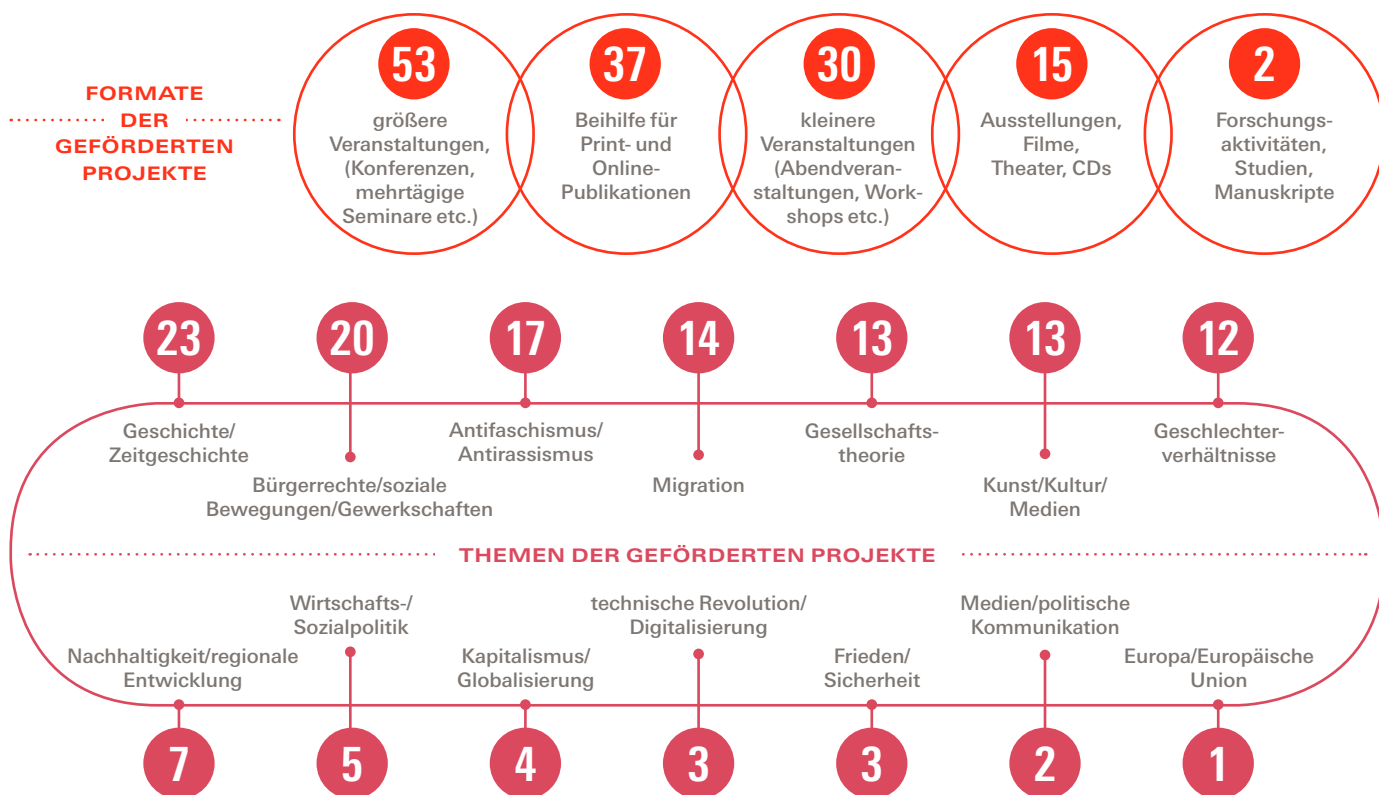 FORMATE
DER
GEFÖRDERTEN
PROJEKTE
53
größere
Veranstaltungen,
(Konferenzen,
mehrtägige
Seminare etc.)
37
Beihilfe für
Print- und
Online-
Publikationen
30
kleinere
Veranstaltungen
(Abendveran-
staltungen, Work-
shops etc.)
15
Ausstellungen,
Filme,
Theater, CDs
2
Forschungs-
aktivitäten,
Studien,
Manuskripte
23
Geschichte/
Zeitgeschichte
20
Bürgerrechte/soziale
Bewegungen/Gewerkschaften
17
Antifaschismus/
Antirassismus
14
Migration
13
Gesellschafts-
theorie
13
Kunst/Kultur/
Medien
12
Geschlechter-
verhältnisse
THEMEN DER GEFÖRDERTEN PROJEKTE
Nachhaltigkeit/regionale
Entwicklung
7
Wirtschafts-/
Sozialpolitik
5
Kapitalismus/
Globalisierung
4
technische Revolution/
Digitalisierung
3
Frieden/
Sicherheit
3
Medien/politische
Kommunikation
2
Europa/Europäische
Union
1